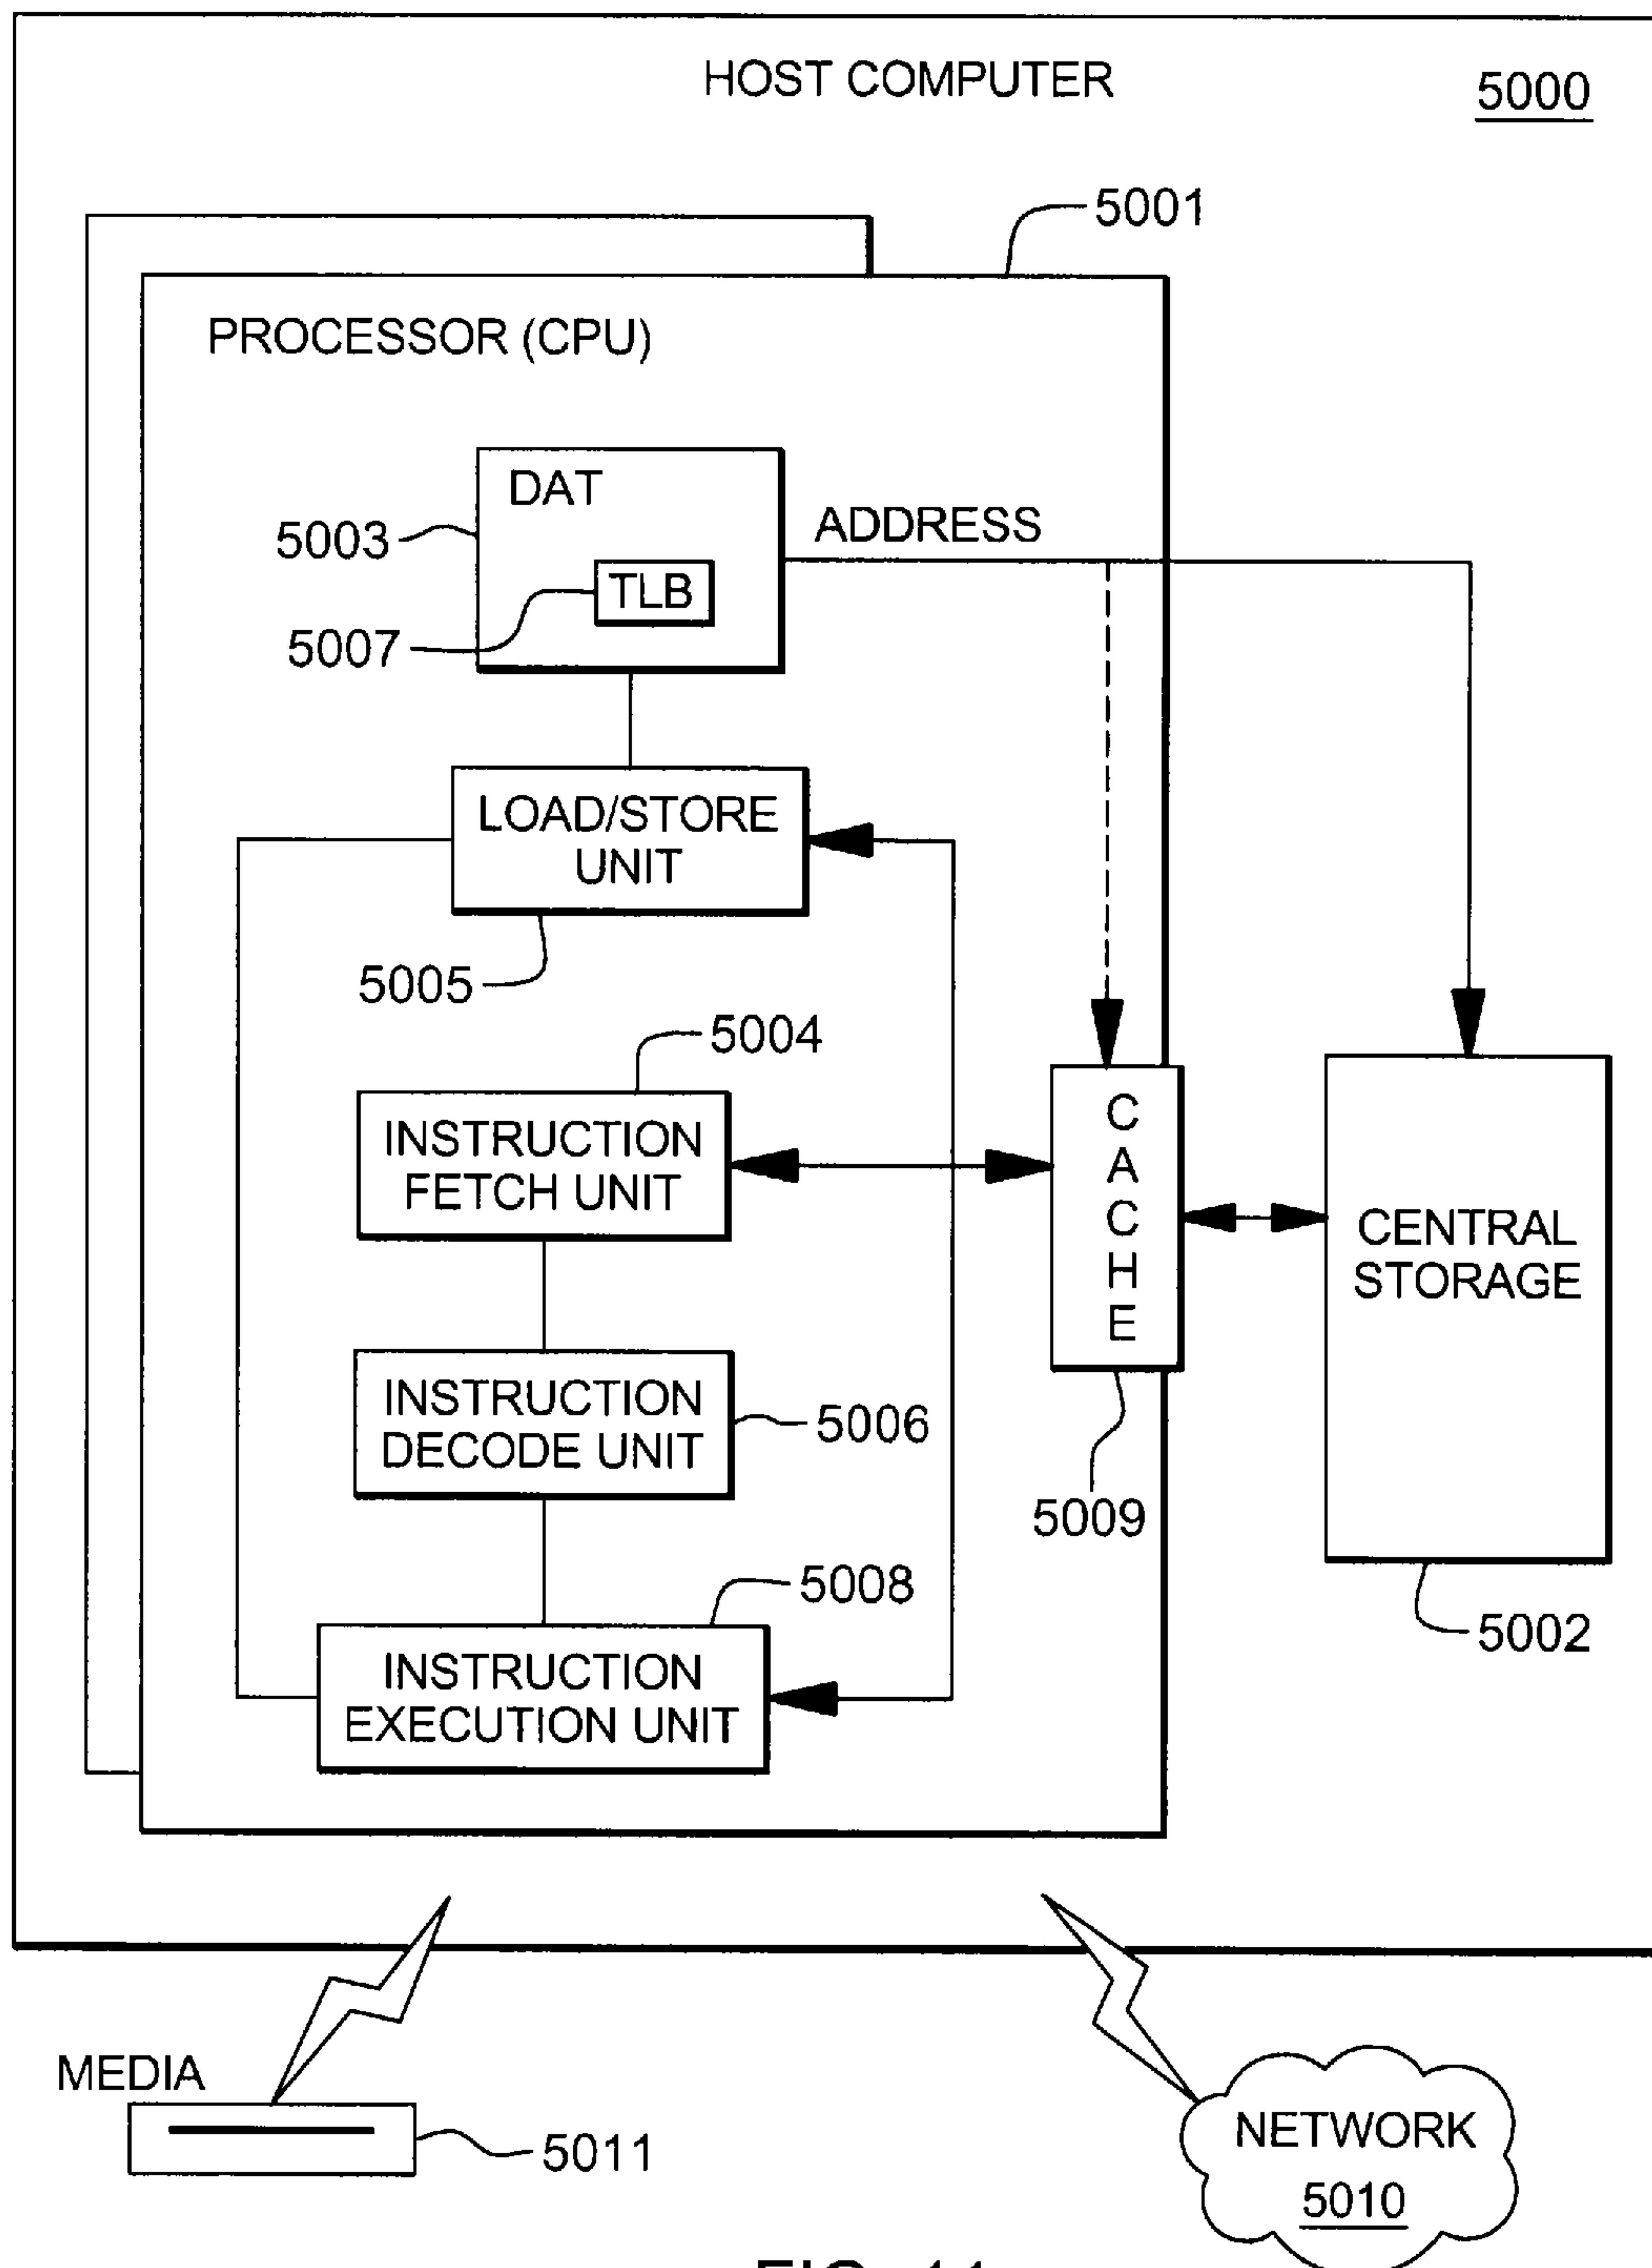 HOST COMPUTER
5000
5001
PROCESSOR (CPU)
DAT
ADDRESS
5003
TLB
5007
LOAD/STORE
UNIT
5005
5004
INSTRUCTION
FETCH UNIT
C
A
C
H
E
CENTRAL
STORAGE
INSTRUCTION
DECODE UNIT
5006
5009
5008
5002
INSTRUCTION
EXECUTION UNIT
MEDIA
5011
NETWORK
5010